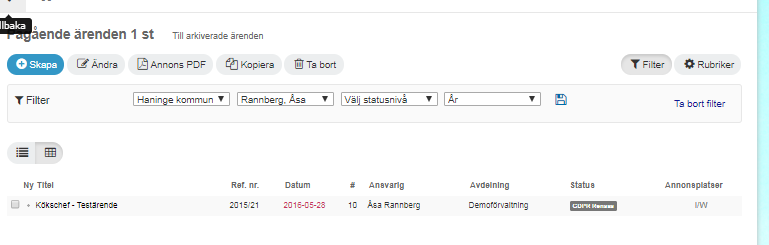 llbaka
Pågående ärenden 1 st Till arkiverade ärenden
Skapa Ändra Annons PDF Kopiera Ta bort Filter Rubriker
Filter Haninge kommun Rannberg, Åsa Välj statusnivå År Ta bort filter
Ny Titel Ref. nr. Datum # Ansvarig Avdelning Status Annonsplatser
Kökschef - Testärende 2015/21 2016-05-28 10 Åsa Rannberg Demoförvaltning GDPR Rensas I/W